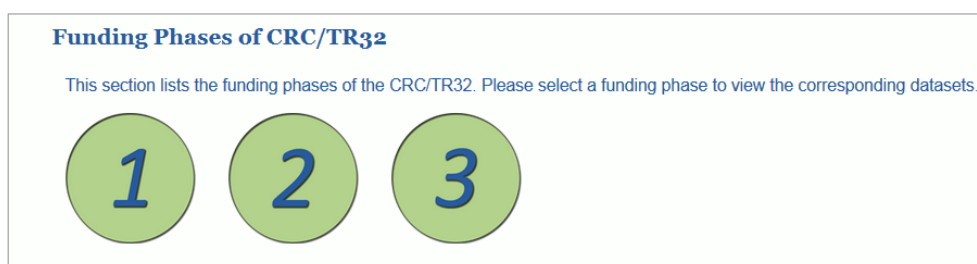 Funding Phases of CRC/TR32
This section lists the funding phases of the CRC/TR32. Please select a funding phase to view the corresponding datasets.
1 2 3